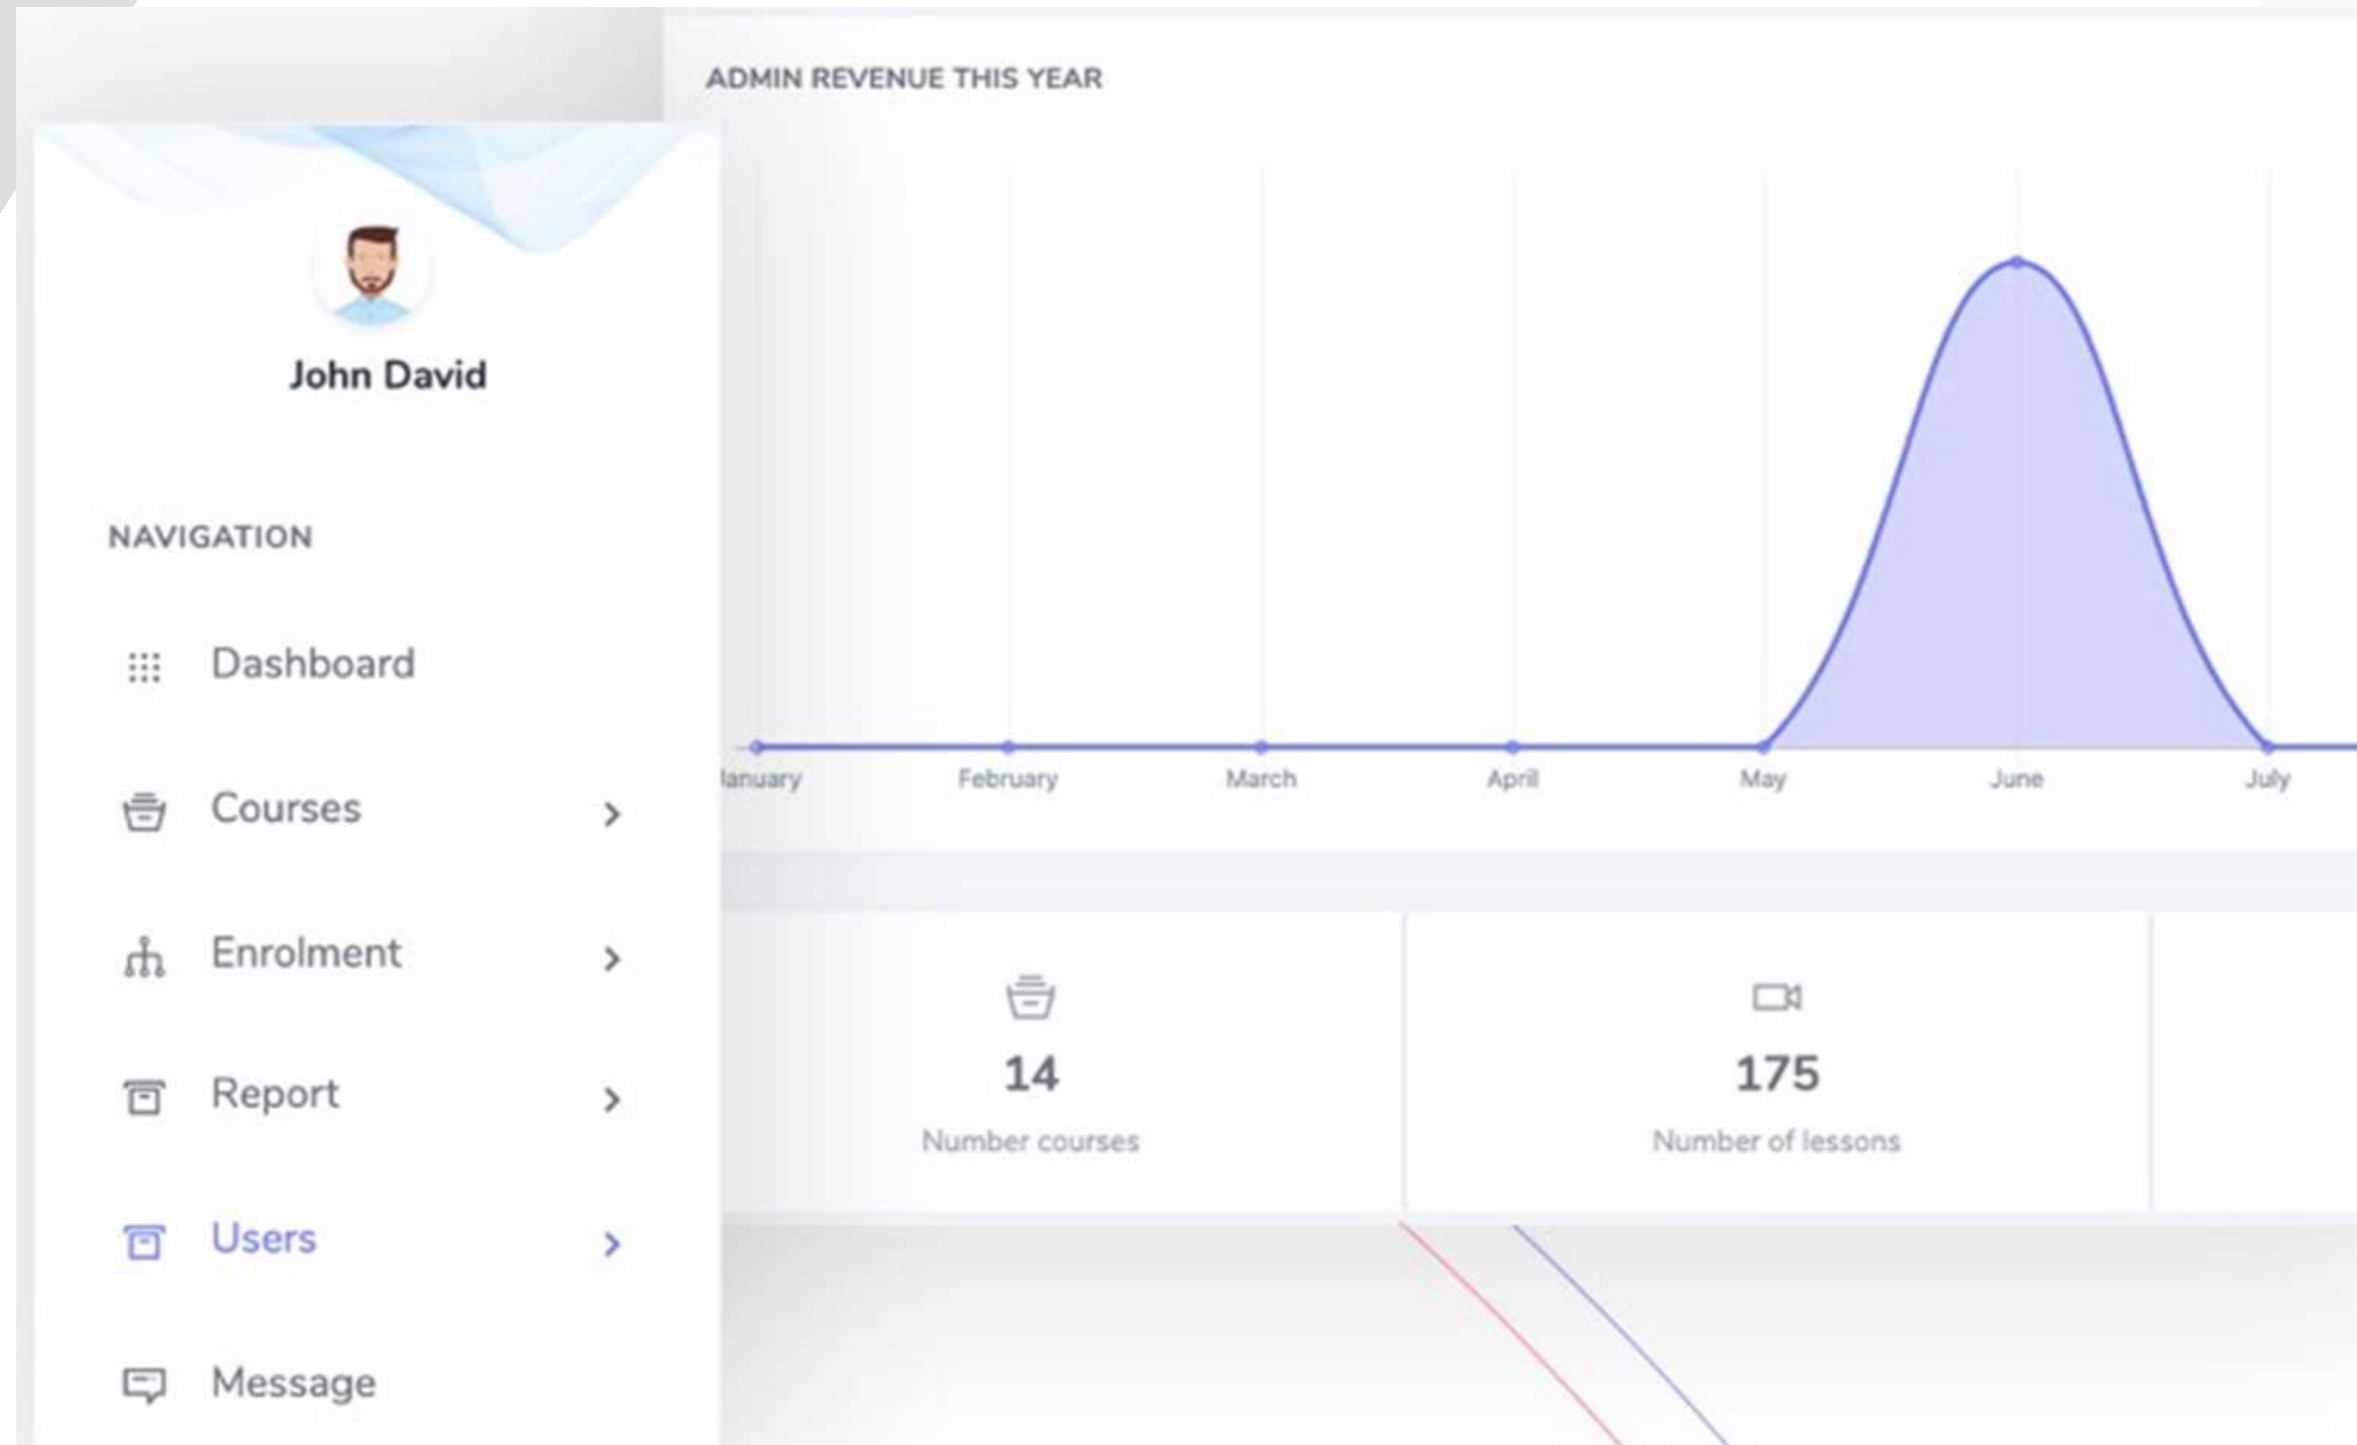 ADMIN REVENUE THIS YEAR
John David
NAVIGATION
Dashboard
Courses
Enrolment
Report
Users
Message
January February March April May June July
14
Number courses
175
Number of lessons